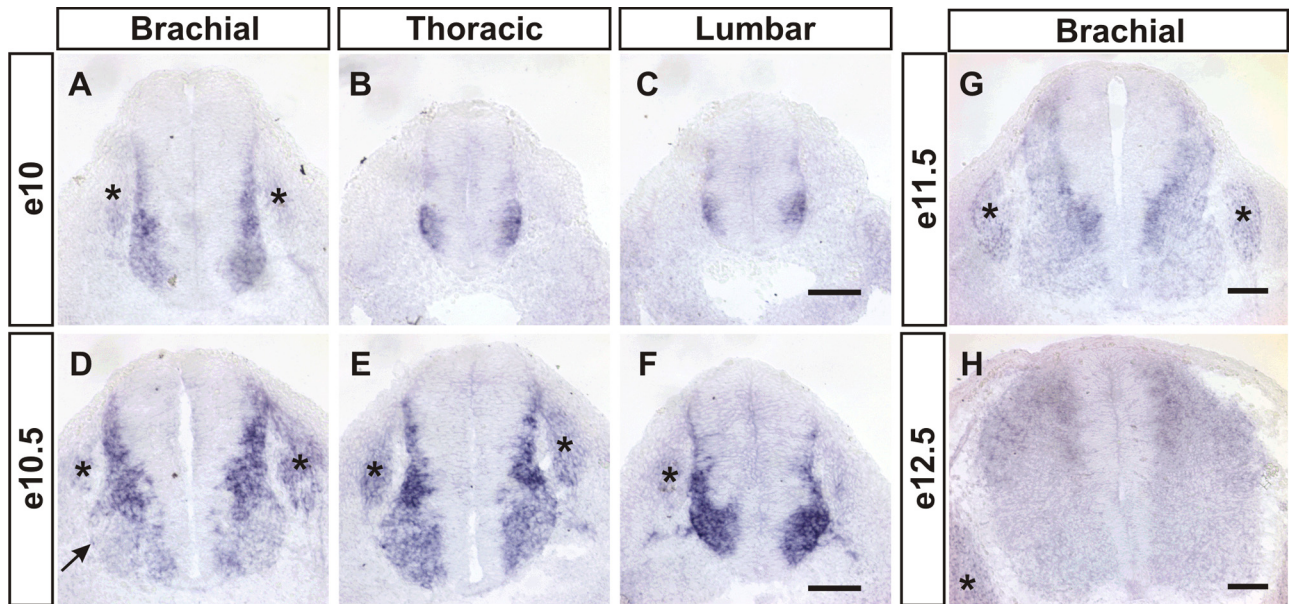 Brachial Thoracic Lumbar Brachial
e10 A B C e11.5 G
* * * *
e10.5 D E F e12.5 H
* * * * * *